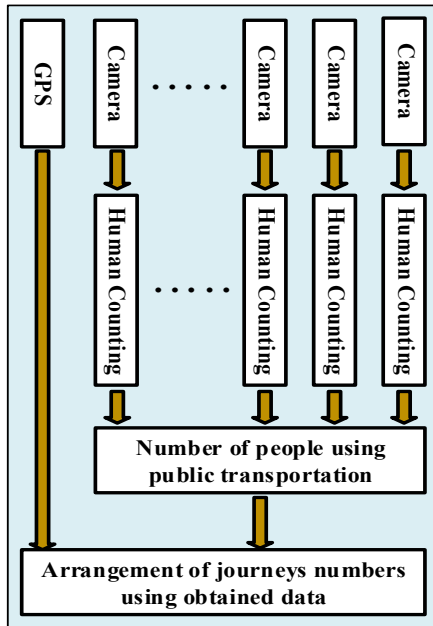 GPS
Camera
.....
Camera
Camera
Camera
Human Counting
.....
Human Counting
Human Counting
Human Counting
Number of people using
public transportation
Arrangement of journeys numbers
using obtained data